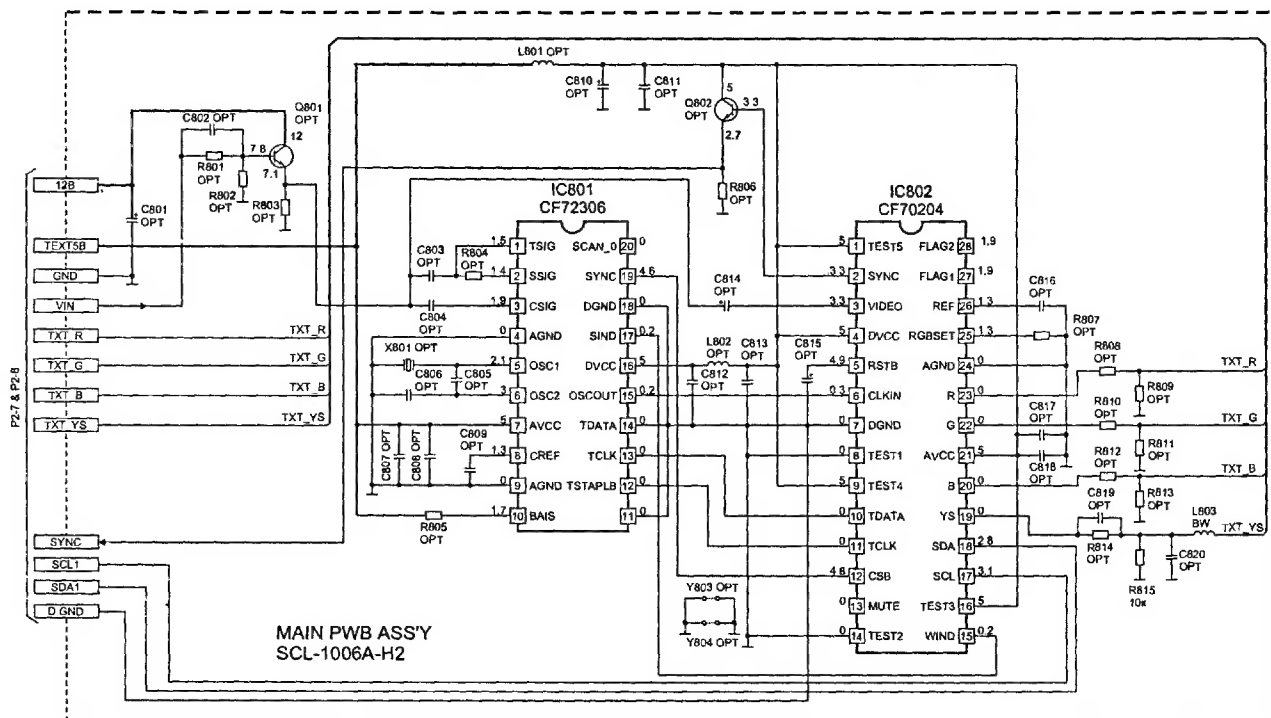 L801 OPT
C810
OPT
C811
OPT
Q802
OPT
5
3.3
2.7
R806
OPT
Q801
OPT
C802 OPT
12
7.8
7.1
R801
OPT
R802
OPT
R803
OPT
C801
OPT
P2-7 & P2-8
12B
TEXT5B
GND
VIN
TXT_R
TXT_G
TXT_B
TXT_YS
SYNC
SCL1
SDA1
D.GND
TXT_R
TXT_G
TXT_B
TXT_YS
IC801
CF72306
1.5 1 TSIG
1.4 2 SSIG
1.9 3 CSIG
0 4 AGND
2.1 5 OSC1
3 6 OSC2
5 7 AVCC
1.3 8 CREF
0 9 AGND
1.7 10 BAIS
SCAN_0 20 0
SYNC 19 4.6
DGND 18 0
SIND 17 0.2
DVCC 16 5
OSCOUT 15 0.2
TDATA 14 0
TCLK 13 0
TSTAPLB 12 0
11 0
C803
OPT
R804
OPT
C804
OPT
X801 OPT
C806
OPT
C805
OPT
C807 OPT
C808 OPT
C809
OPT
R805
OPT
C814
OPT
L802
OPT
C812
OPT
C813
OPT
C815
OPT
Y803 OPT
Y804 OPT
IC802
CF70204
5 1 TEST5
3.3 2 SYNC
3.3 3 VIDEO
5 4 DVCC
4.9 5 RSTB
0.3 6 CLKIN
0 7 DGND
0 8 TEST1
5 9 TEST4
0 10 TDATA
0 11 TCLK
4.6 12 CSB
0 13 MUTE
0 14 TEST2
FLAG2 28 1.9
FLAG1 27 1.9
REF 26 1.3
RGBSET 25 1.3
AGND 24 0
R 23 0
G 22 0
AVCC 21 5
B 20 0
YS 19 0
SDA 18 2.8
SCL 17 3.1
TEST3 16 5
WIND 15 0.2
C816
OPT
R807
OPT
R808
OPT
R809
OPT
R810
OPT
R811
OPT
C817
OPT
C818
OPT
R812
OPT
R813
OPT
C819
OPT
R814
OPT
L803
BW
R815
10K
C820
OPT
TXT_R
TXT_G
TXT_B
TXT_YS
MAIN PWB ASS'Y
SCL-1006A-H2